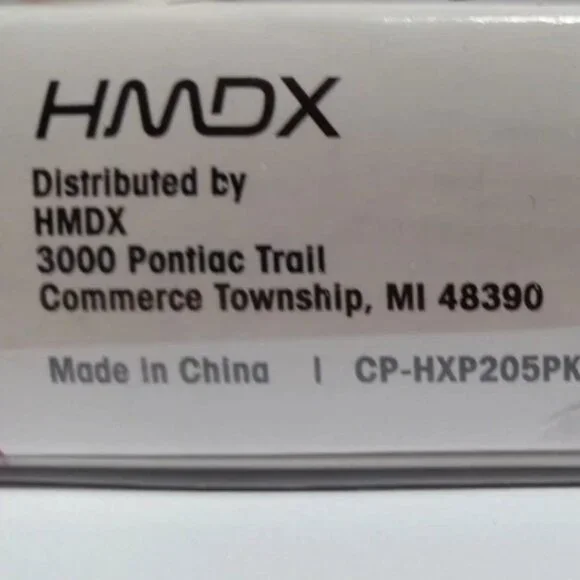 HMDX
Distributed by
HMDX
3000 Pontiac Trail
Commerce Township, MI 48390
Made in China | CP-HXP205PK